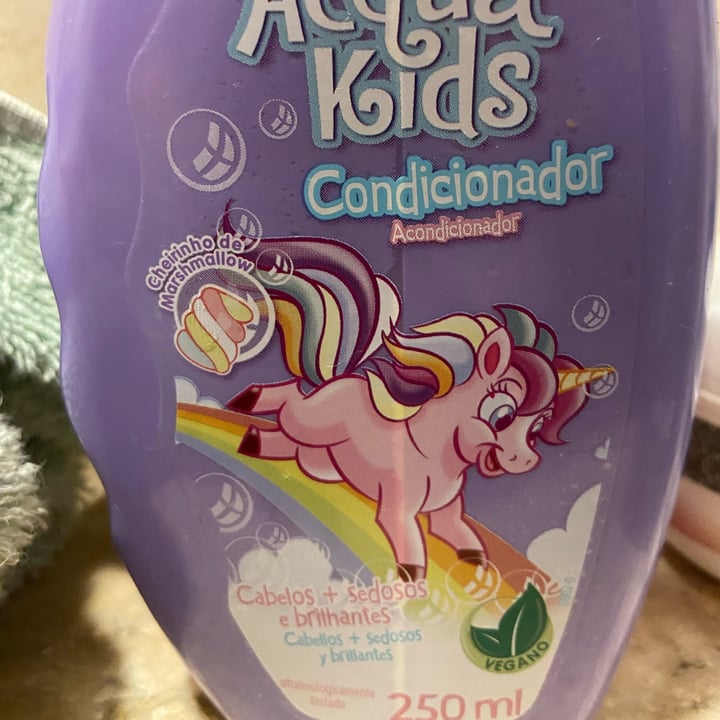 Acqua
Kids
Condicionador
Acondicionador
Cheirinho de
Marshmallow
Cabelos + sedosos
e brilhantes
Cabellos + sedosos
y brillantes
VEGANO
oftalmologicamente
testado
250 ml